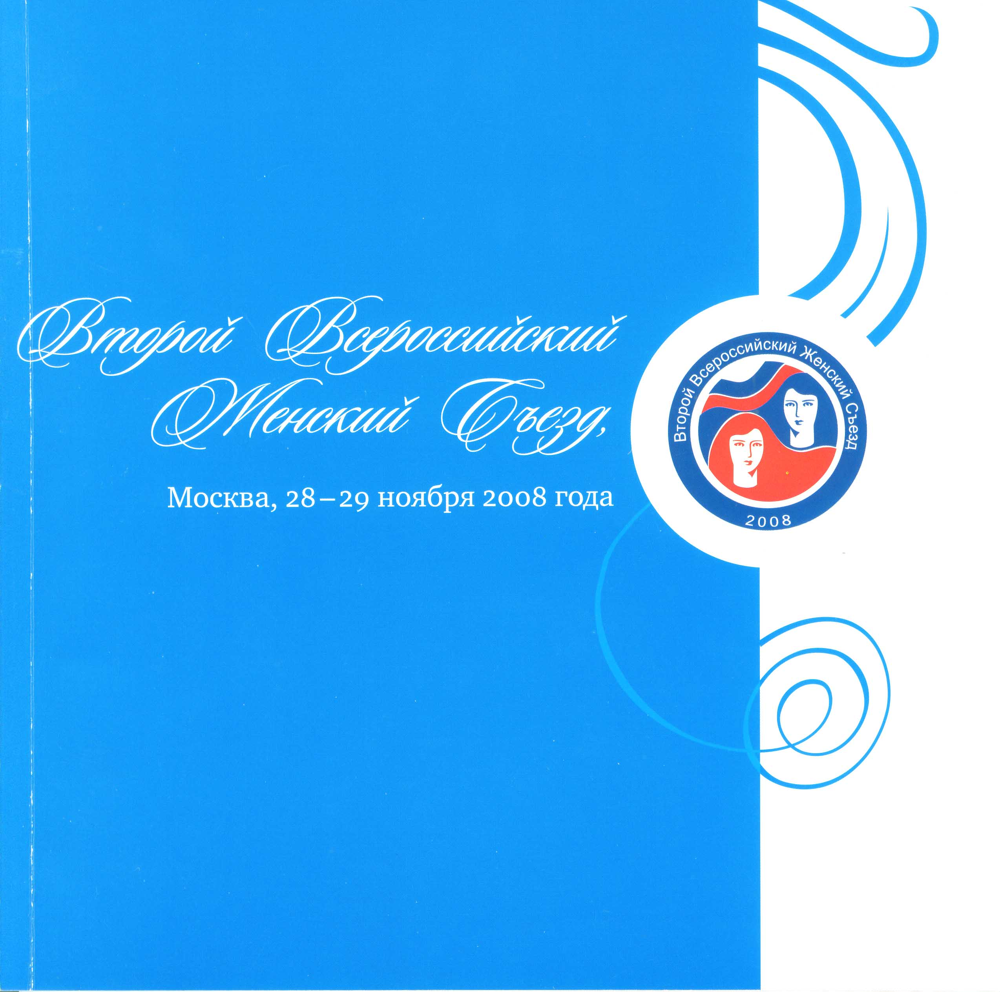 Второй Всероссийский
Женский Съезд,
Москва, 28–29 ноября 2008 года
Второй Всероссийский Женский Съезд
2008